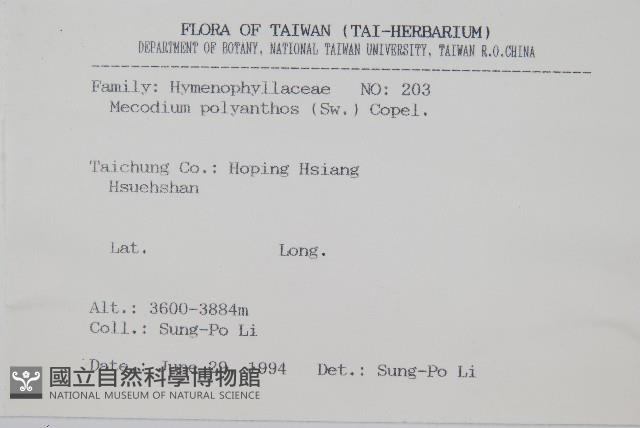 FLORA OF TAIWAN (TAI-HERBARIUM)
DEPARTMENT OF BOTANY, NATIONAL TAIWAN UNIVERSITY, TAIWAN R.O.CHINA
Family: Hymenophyllaceae NO: 203
Mecodium polyanthos (Sw.) Copel.
Taichung Co.: Hoping Hsiang
Hsuehshan
Lat. Long.
Alt.: 3600-3884m
Coll.: Sung-Po Li
Date.: June 29, 1994 Det.: Sung-Po Li
國立自然科學博物館
NATIONAL MUSEUM OF NATURAL SCIENCE